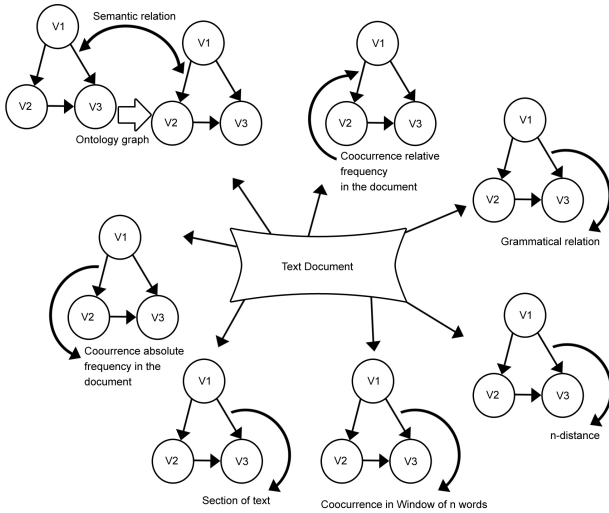 Semantic relation
V1
V2
V3
V1
V2
V3
Ontology graph
V1
V2
V3
Coocurrence relative
frequency
in the document
V1
V2
V3
Grammatical relation
Text Document
V1
V2
V3
Coourrence absolute
frequency in the
document
V1
V2
V3
n-distance
V1
V2
V3
Section of text
V1
V2
V3
Coocurrence in Window of n words